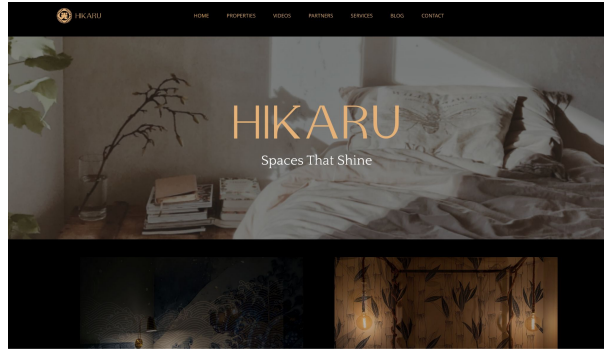 HIKARU
HOME PROPERTIES VIDEOS PARTNERS SERVICES BLOG CONTACT
HIKARU
Spaces That Shine